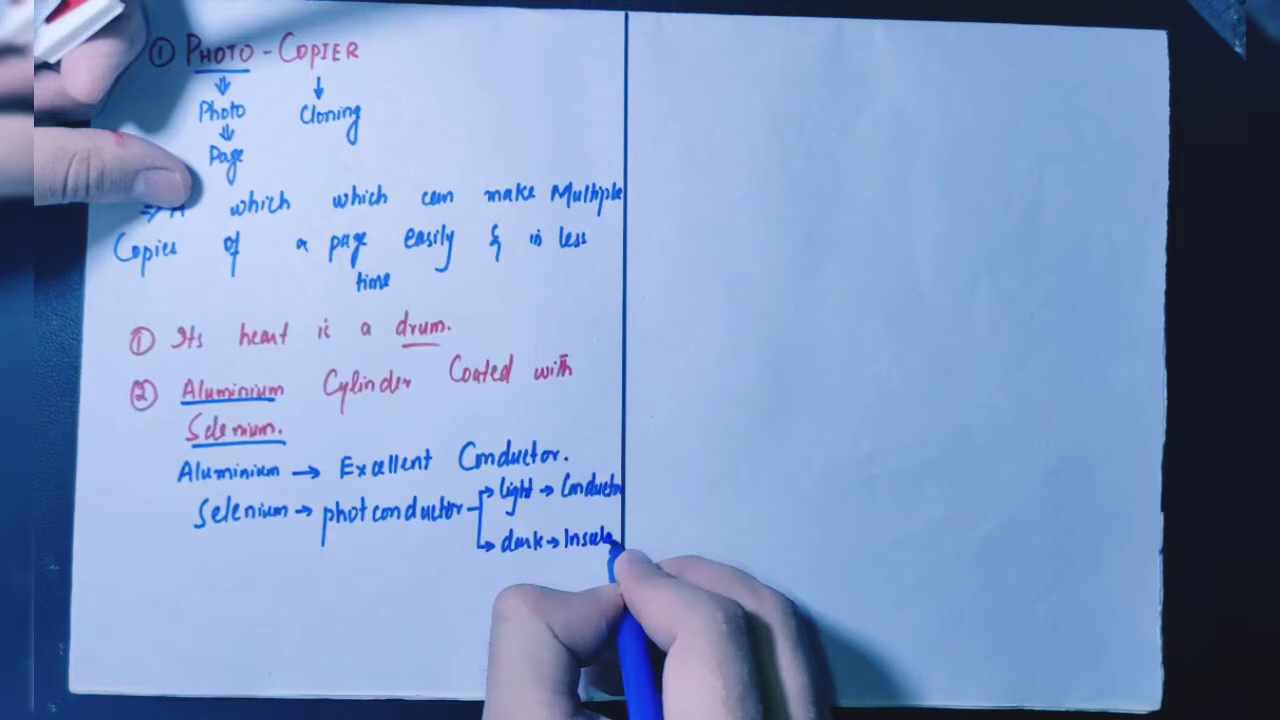 ① PHOTO-COPIER
⇓ ↓
Photo Cloning
⇓
Page
⇒ which which can make Multiple
Copies of a page easily & in less
time
① Its heart is a drum.
② Aluminium Cylinder Coated with
Selenium.
Aluminium → Excellent Conductor.
Selenium → photconductor → light → Conductor
→ dark → Insula